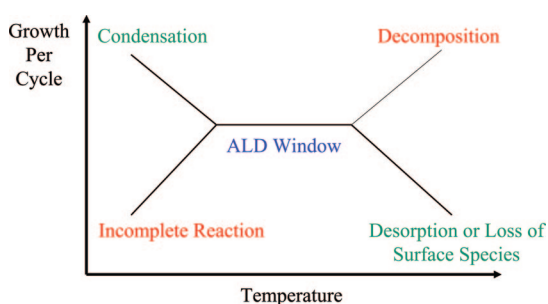 Growth
Per
Cycle
Condensation
Decomposition
ALD Window
Incomplete Reaction
Desorption or Loss of
Surface Species
Temperature